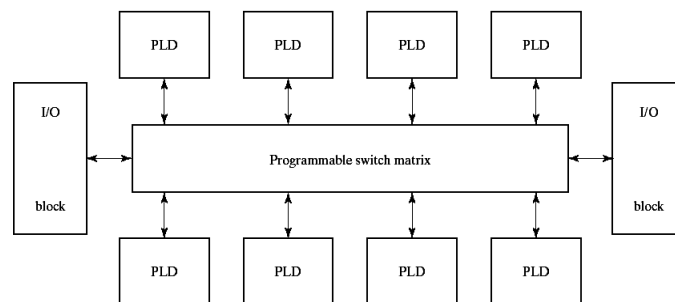 PLD PLD PLD PLD
I/O I/O
Programmable switch matrix
block block
PLD PLD PLD PLD